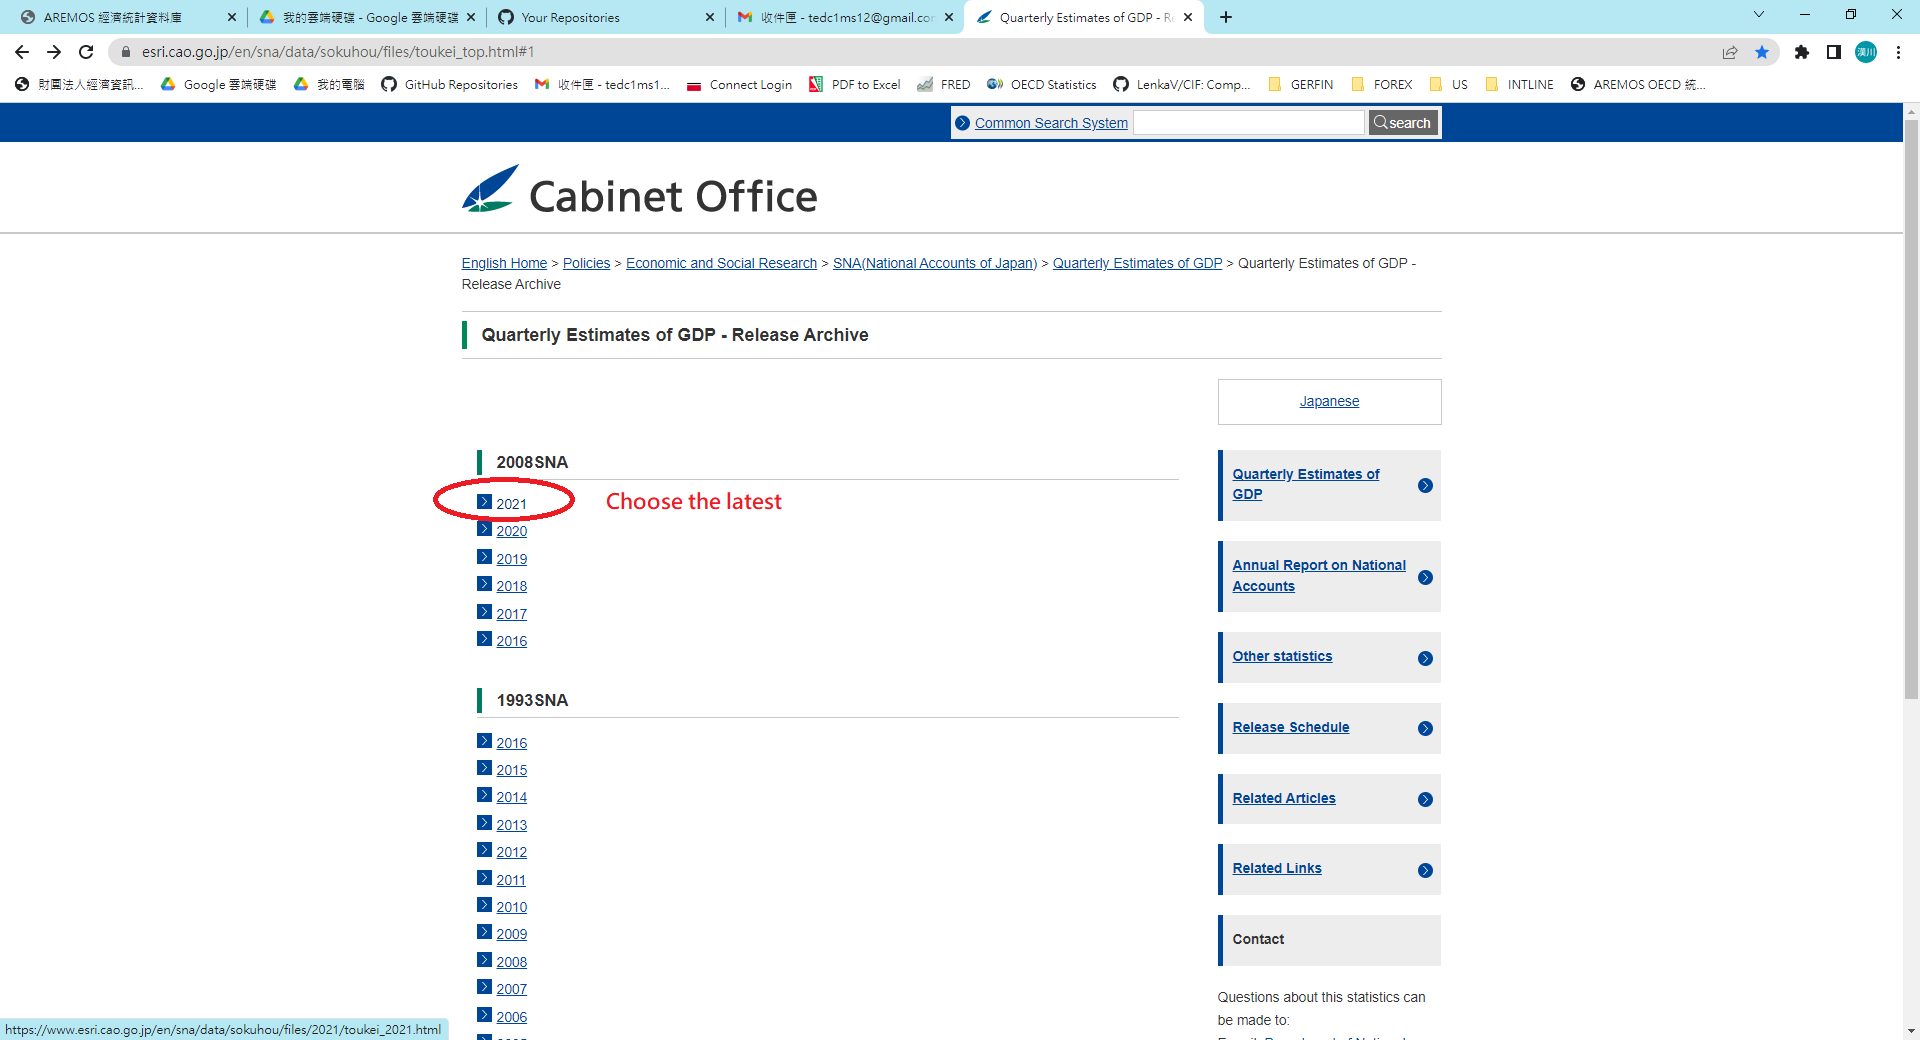 AREMOS 經濟統計資料庫
我的雲端硬碟 - Google 雲端硬碟
Your Repositories
收件匣 - tedc1ms12@gmail.cor
Quarterly Estimates of GDP - Re
esri.cao.go.jp/en/sna/data/sokuhou/files/toukei_top.html#1
漢川
財團法人經濟資訊...
Google 雲端硬碟
我的電腦
GitHub Repositories
收件匣 - tedc1ms1...
Connect Login
PDF to Excel
FRED
OECD Statistics
LenkaV/CIF: Comp...
GERFIN
FOREX
US
INTLINE
AREMOS OECD 統...
Common Search System
search
Cabinet Office
English Home > Policies > Economic and Social Research > SNA(National Accounts of Japan) > Quarterly Estimates of GDP > Quarterly Estimates of GDP -
Release Archive
Quarterly Estimates of GDP - Release Archive
Japanese
2008SNA
2021
Choose the latest
2020
2019
2018
2017
2016
1993SNA
2016
2015
2014
2013
2012
2011
2010
2009
2008
2007
2006
Quarterly Estimates of
GDP
Annual Report on National
Accounts
Other statistics
Release Schedule
Related Articles
Related Links
Contact
Questions about this statistics can
be made to:
https://www.esri.cao.go.jp/en/sna/data/sokuhou/files/2021/toukei_2021.html